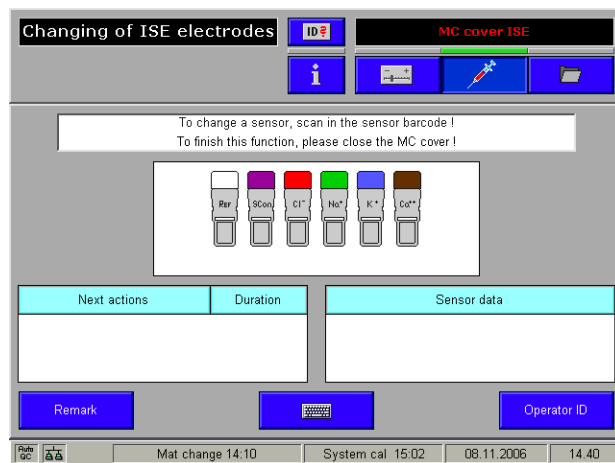 Changing of ISE electrodes
ID?
MC cover ISE
i
- +
To change a sensor, scan in the sensor barcode !
To finish this function, please close the MC cover !
Ref SCon Cl⁻ Na⁺ K⁺ Ca⁺⁺
Next actions Duration Sensor data
Remark Operator ID
Auto QC Mat change 14:10 System cal 15:02 08.11.2006 14.40